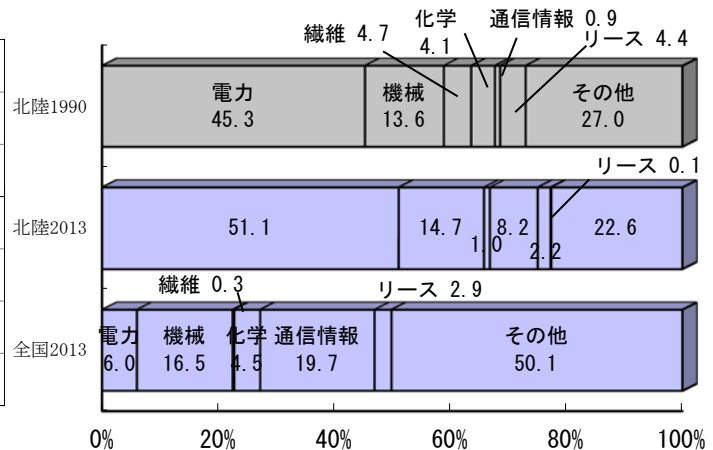 化学 通信情報 0.9
繊維 4.7 4.1 リース 4.4
北陸1990 電力 機械 その他
45.3 13.6 27.0
リース 0.1
北陸2013 51.1 14.7 1.0 8.2 2.2 22.6
繊維 0.3 リース 2.9
全国2013 電力 機械 化学 通信情報 その他
6.0 16.5 4.5 19.7 50.1
0% 20% 40% 60% 80% 100%